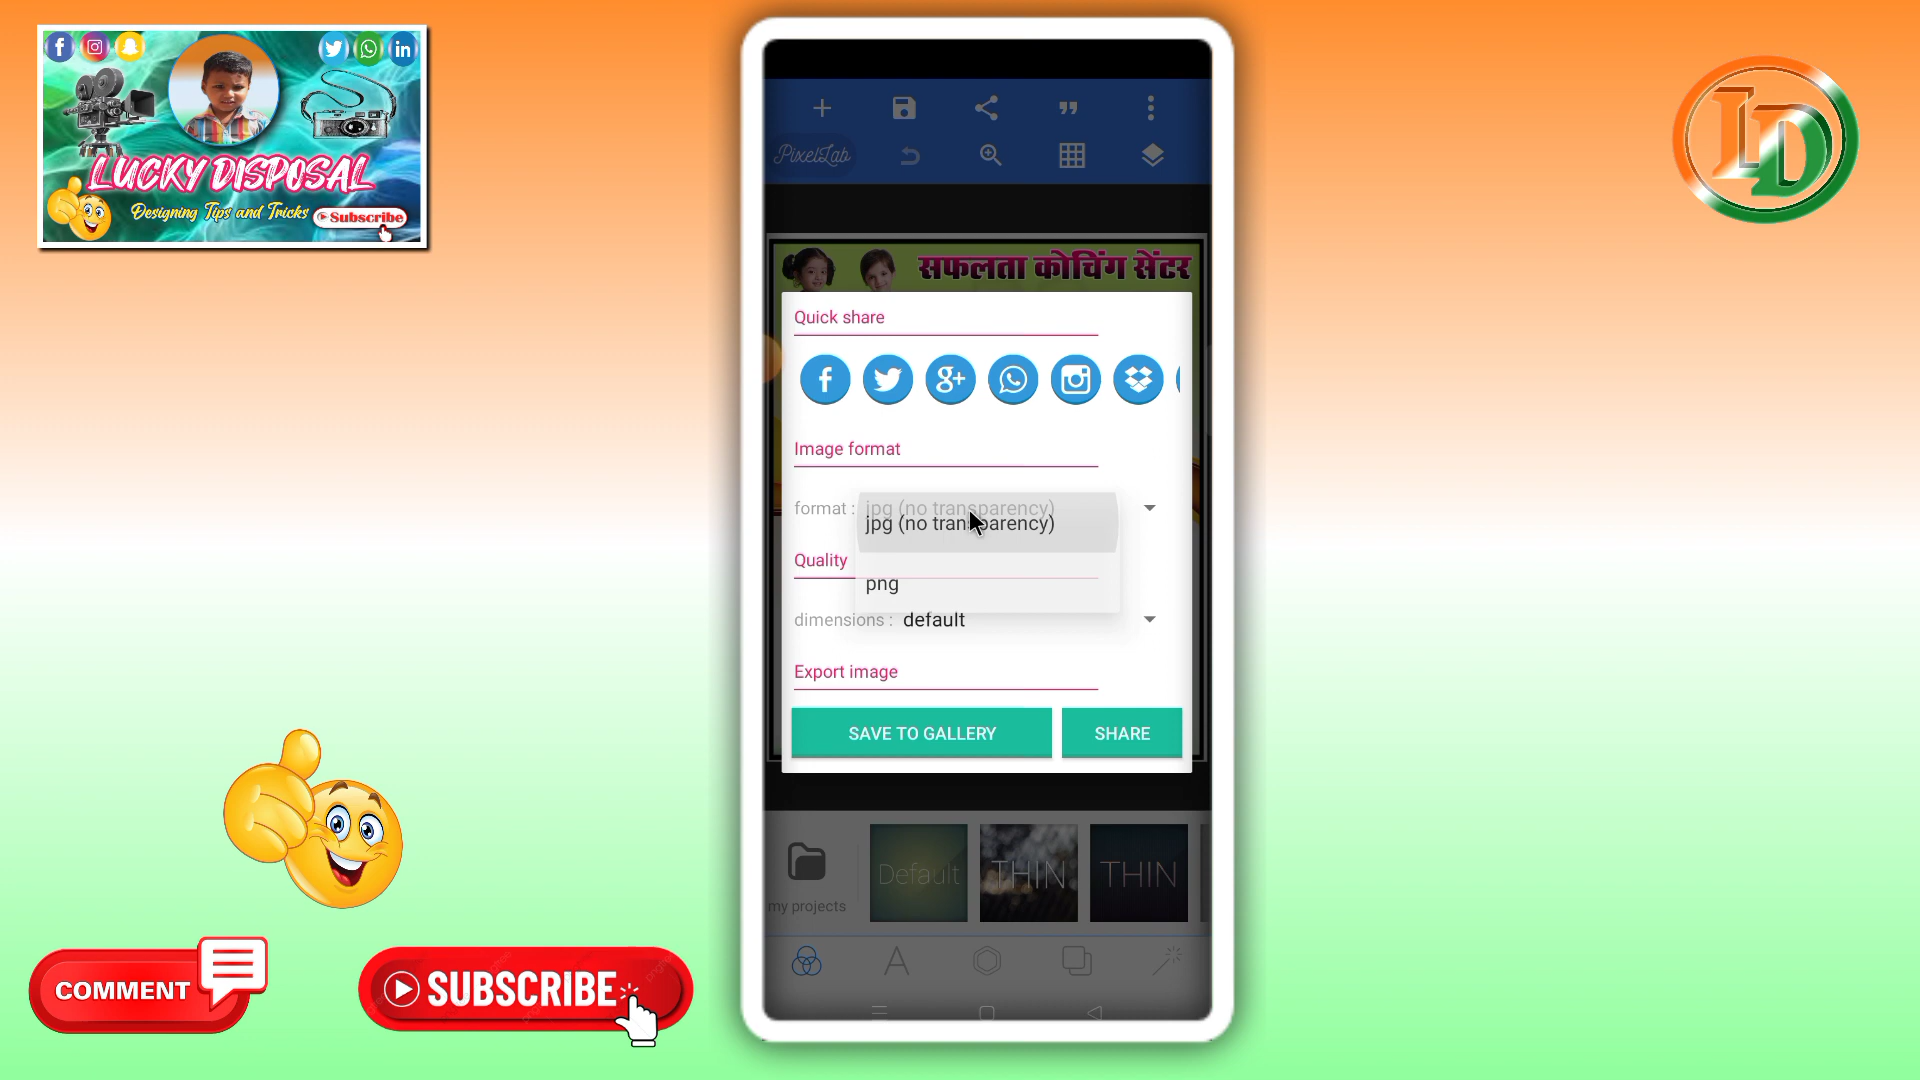 LUCKY DISPOSAL
Designing Tips and Tricks
Subscribe
LD
PixelLab
सफलता कोचिंग सेंटर
Quick share
Image format
format : jpg (no transparency)
jpg (no transparency)
png
Quality
dimensions : default
Export image
SAVE TO GALLERY
SHARE
my projects
Default
THIN
THIN
COMMENT
SUBSCRIBE